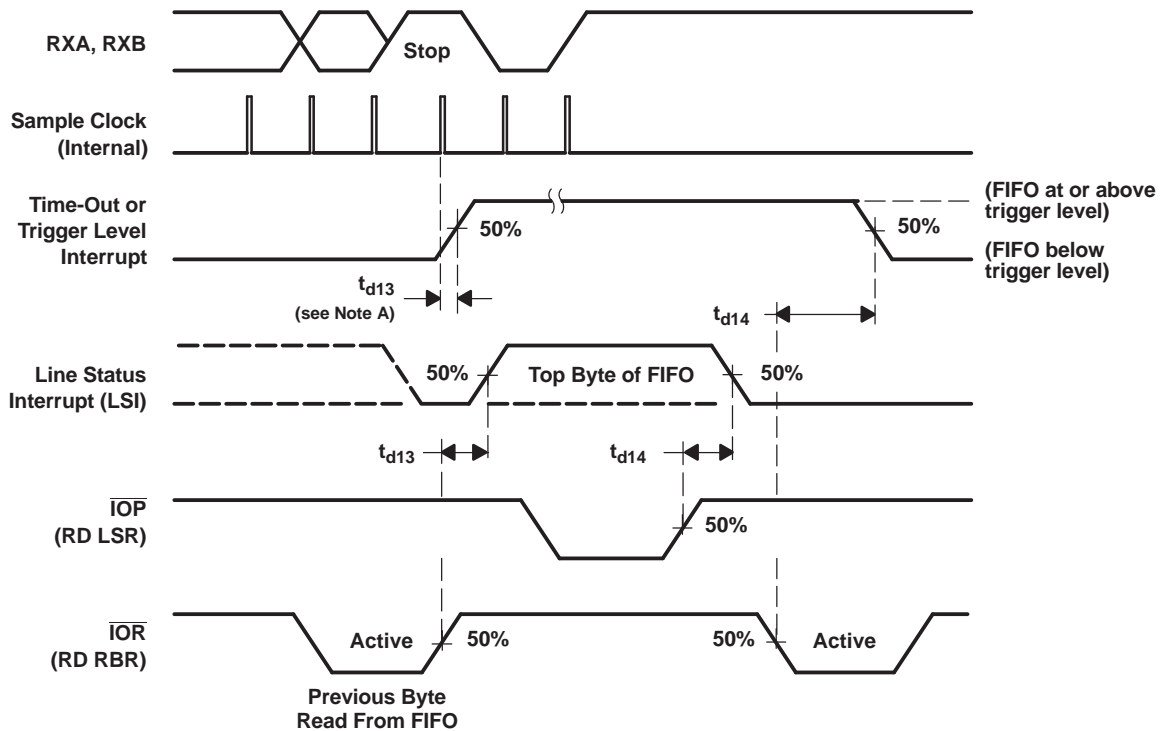 RXA, RXB
Stop
Sample Clock
(Internal)
Time-Out or
Trigger Level
Interrupt
50%
50%
(FIFO at or above
trigger level)
(FIFO below
trigger level)
td13
(see Note A)
td14
Line Status
Interrupt (LSI)
50%
Top Byte of FIFO
50%
td13
td14
IOP
(RD LSR)
50%
IOR
(RD RBR)
Active
50%
50%
Active
Previous Byte
Read From FIFO